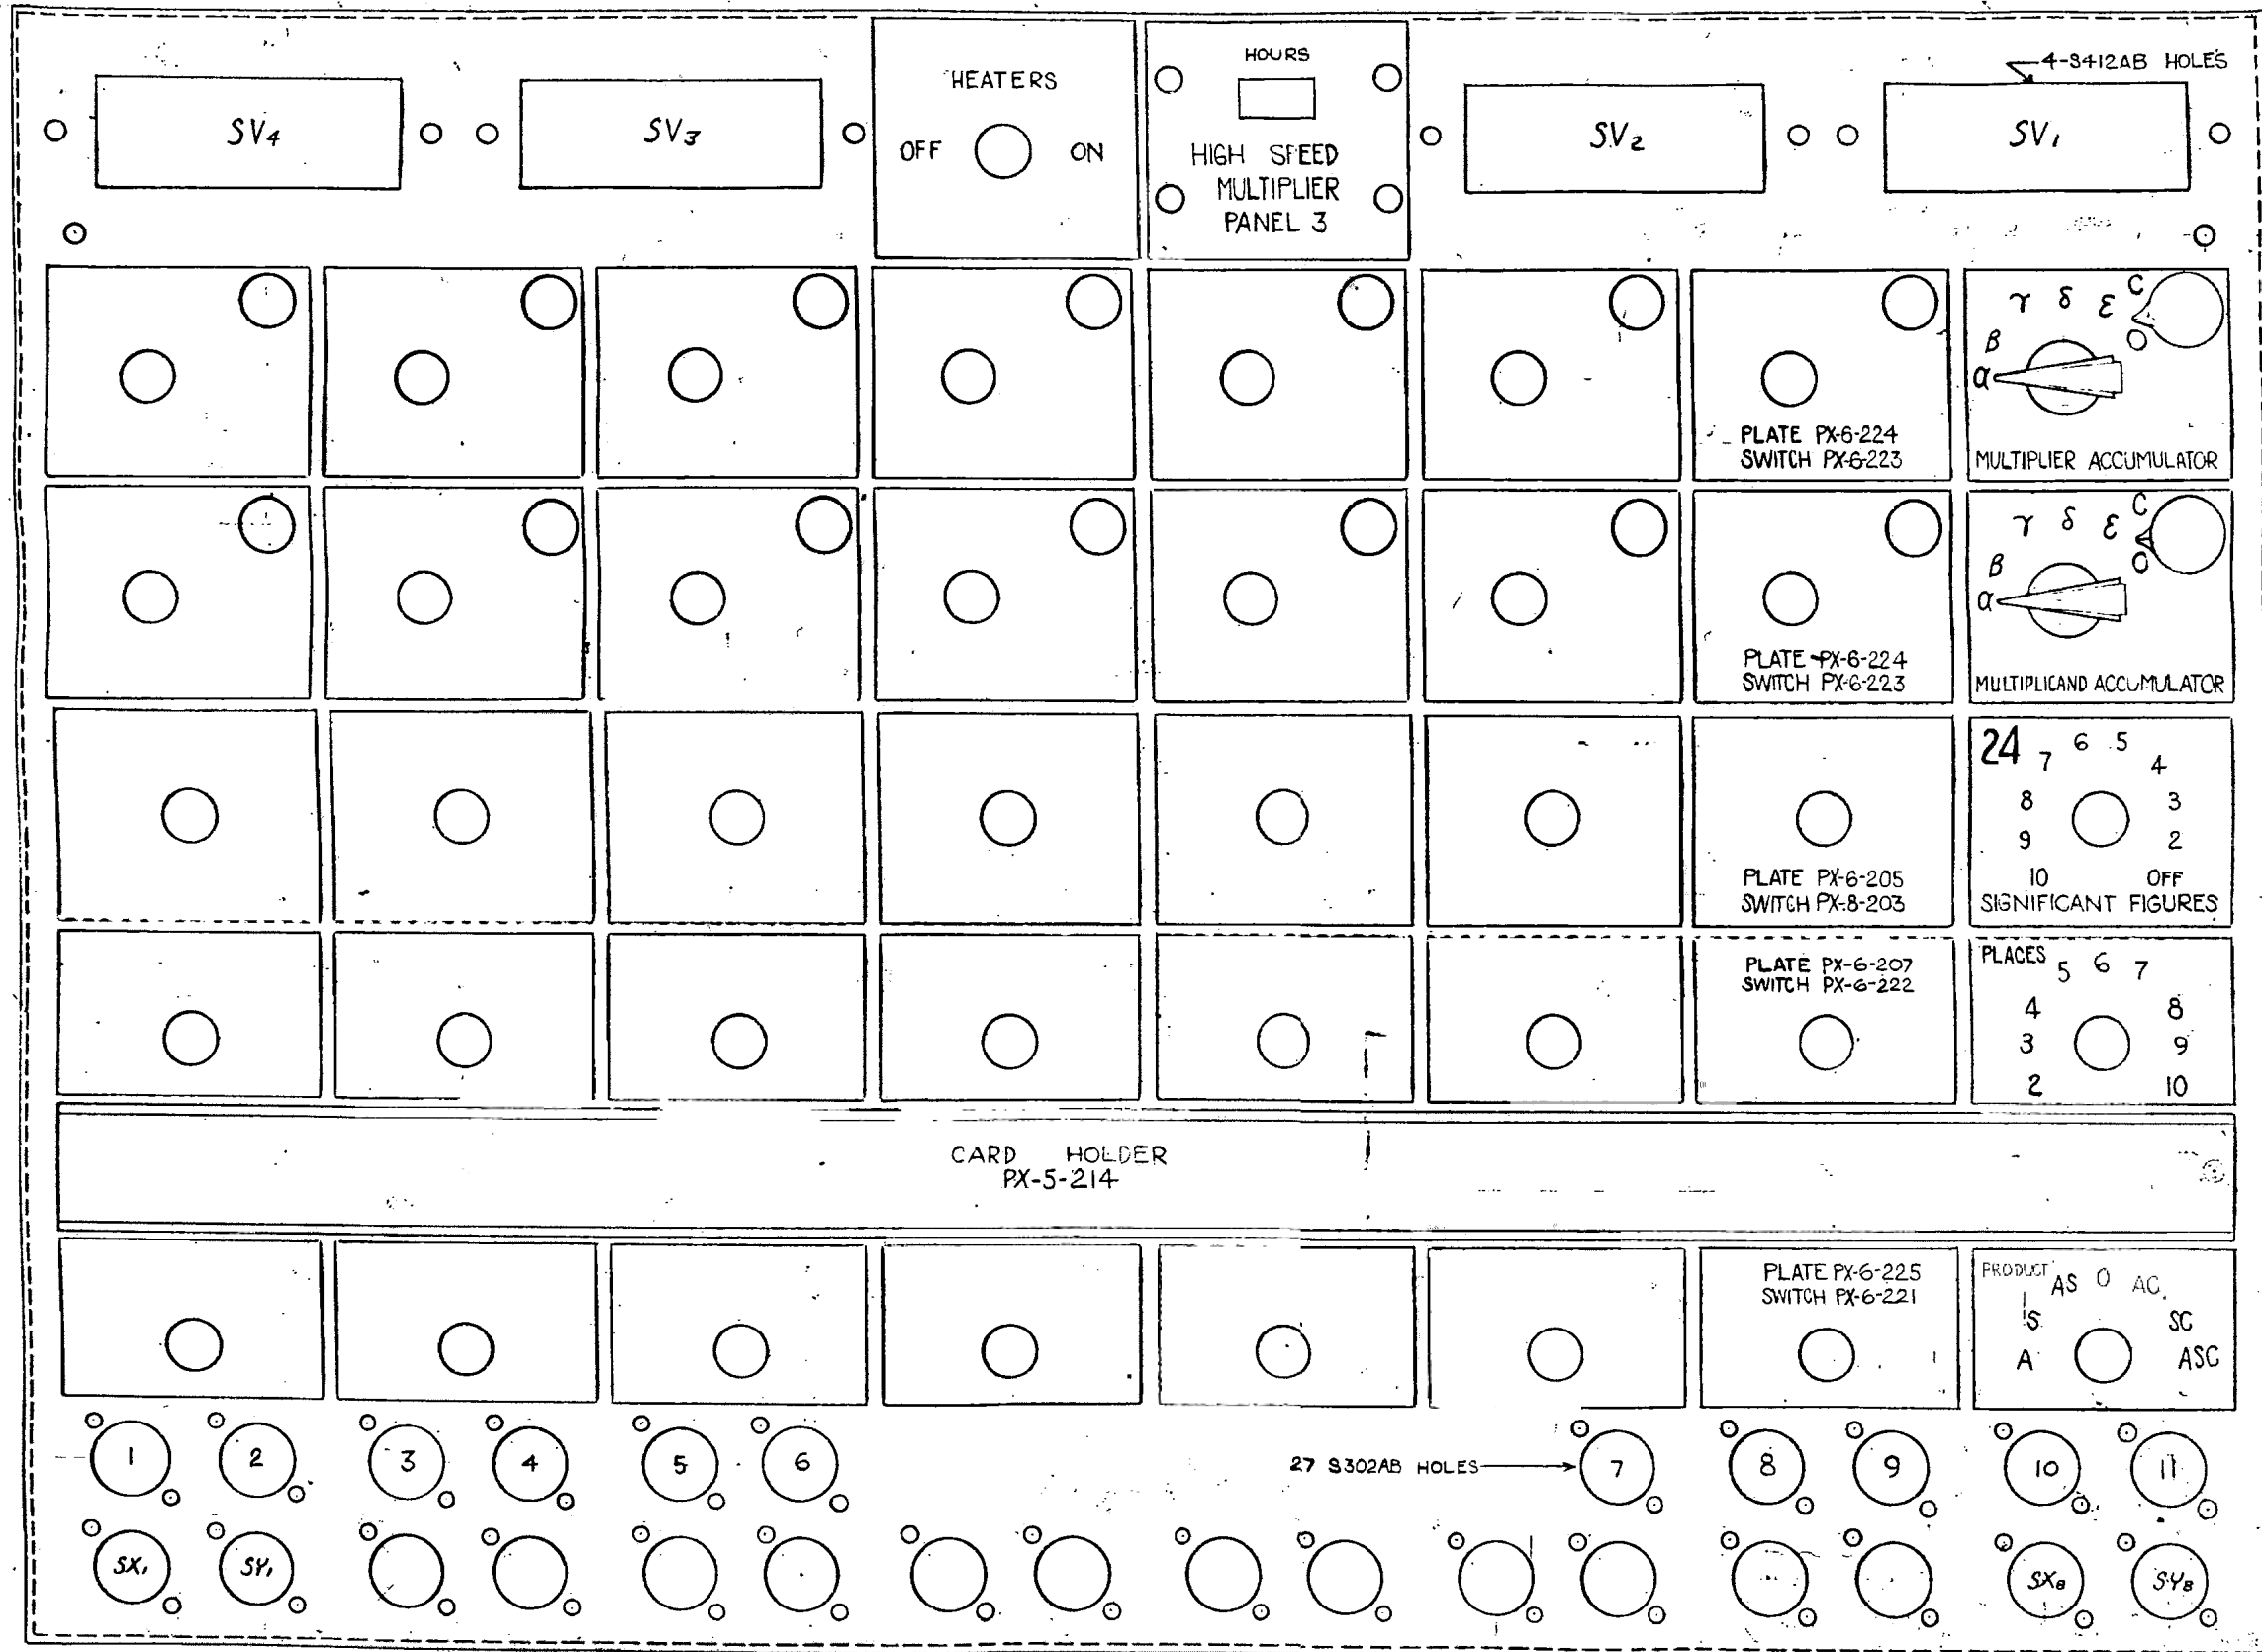 HOURS
4-S412AB HOLES
HEATERS
SV4
SV3
OFF
ON
HIGH SPEED
MULTIPLIER
PANEL 3
SV2
SV1
γ δ ε C
B
O
α
PLATE PX-6-224
SWITCH PX-6-223
MULTIPLIER ACCUMULATOR
γ δ ε C
B
O
α
PLATE PX-6-224
SWITCH PX-6-223
MULTIPLICAND ACCUMULATOR
24
7 6 5 4
8 3
9 2
10 OFF
SIGNIFICANT FIGURES
PLATE PX-6-205
SWITCH PX-8-203
PLATE PX-6-207
SWITCH PX-6-222
PLACES
5 6 7
4 8
3 9
2 10
CARD HOLDER
PX-5-214
PLATE PX-6-225
SWITCH PX-6-221
PRODUCT
AS O AC
S SC
A ASC
1 2 3 4 5 6
27 S302AB HOLES
7 8 9 10 11
SX1 SY1
SX8 SY8